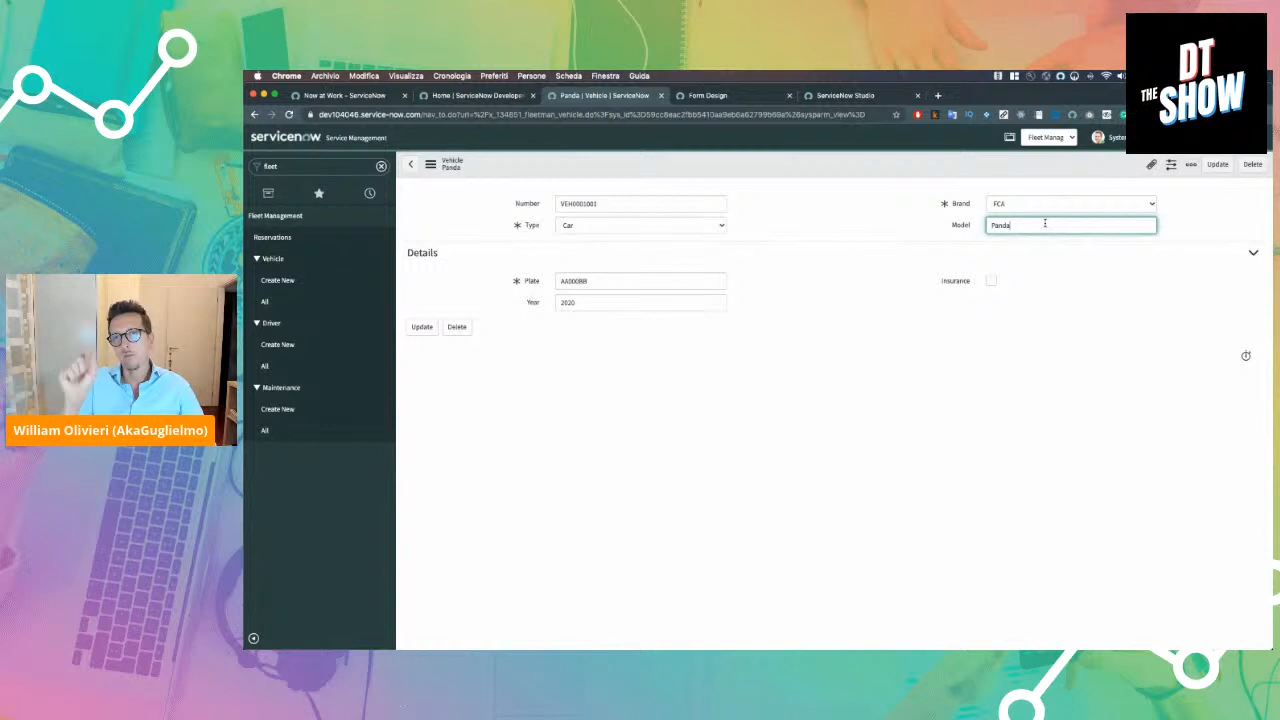 DT
THE
SHOW
Chrome Archivio Modifica Visualizza Cronologia Preferiti Persone Scheda Finestra Guida
Now at Work - ServiceNow
Home | ServiceNow Developer
Panda | Vehicle | ServiceNow
Form Design
ServiceNow Studio
servicenow Service Management
Fleet Manag
System
fleet
Vehicle
Panda
Update
Delete
Fleet Management
Reservations
Vehicle
Create New
All
Driver
Create New
All
Maintenance
Create New
All
Number VEH0001001
Brand FCA
Type Car
Model Panda
Details
Plate AA000BB
Insurance
Year 2020
Update Delete
William Olivieri (AkaGuglielmo)